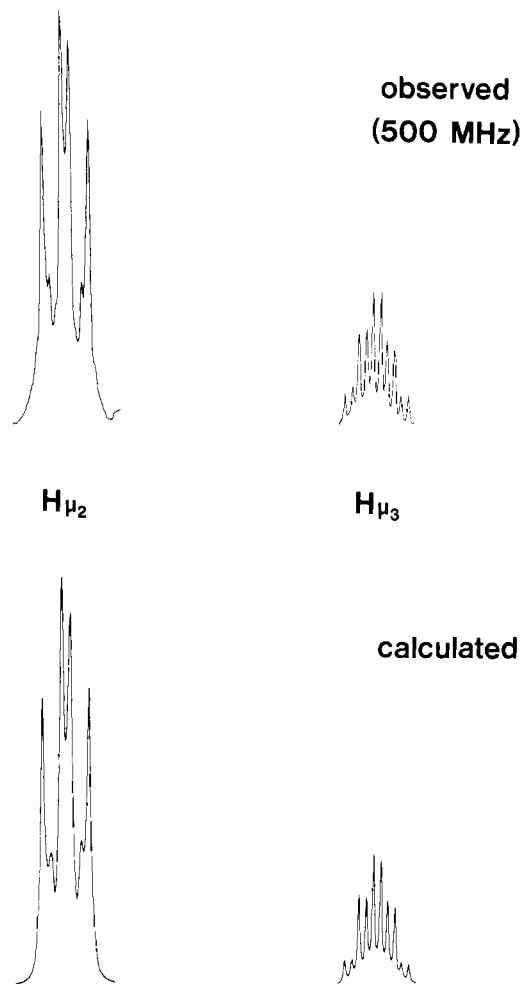 observed
(500 MHz)
Hμ₂
Hμ₃
calculated